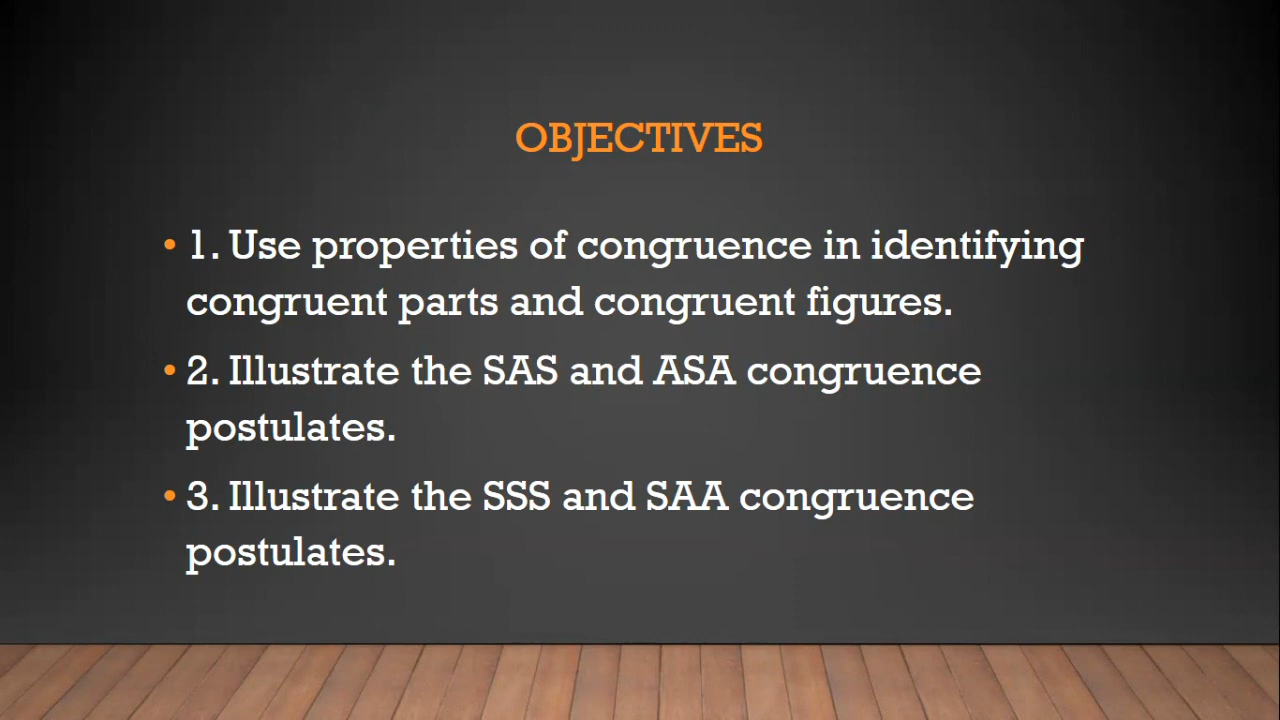 OBJECTIVES
• 1. Use properties of congruence in identifying
congruent parts and congruent figures.
• 2. Illustrate the SAS and ASA congruence
postulates.
• 3. Illustrate the SSS and SAA congruence
postulates.